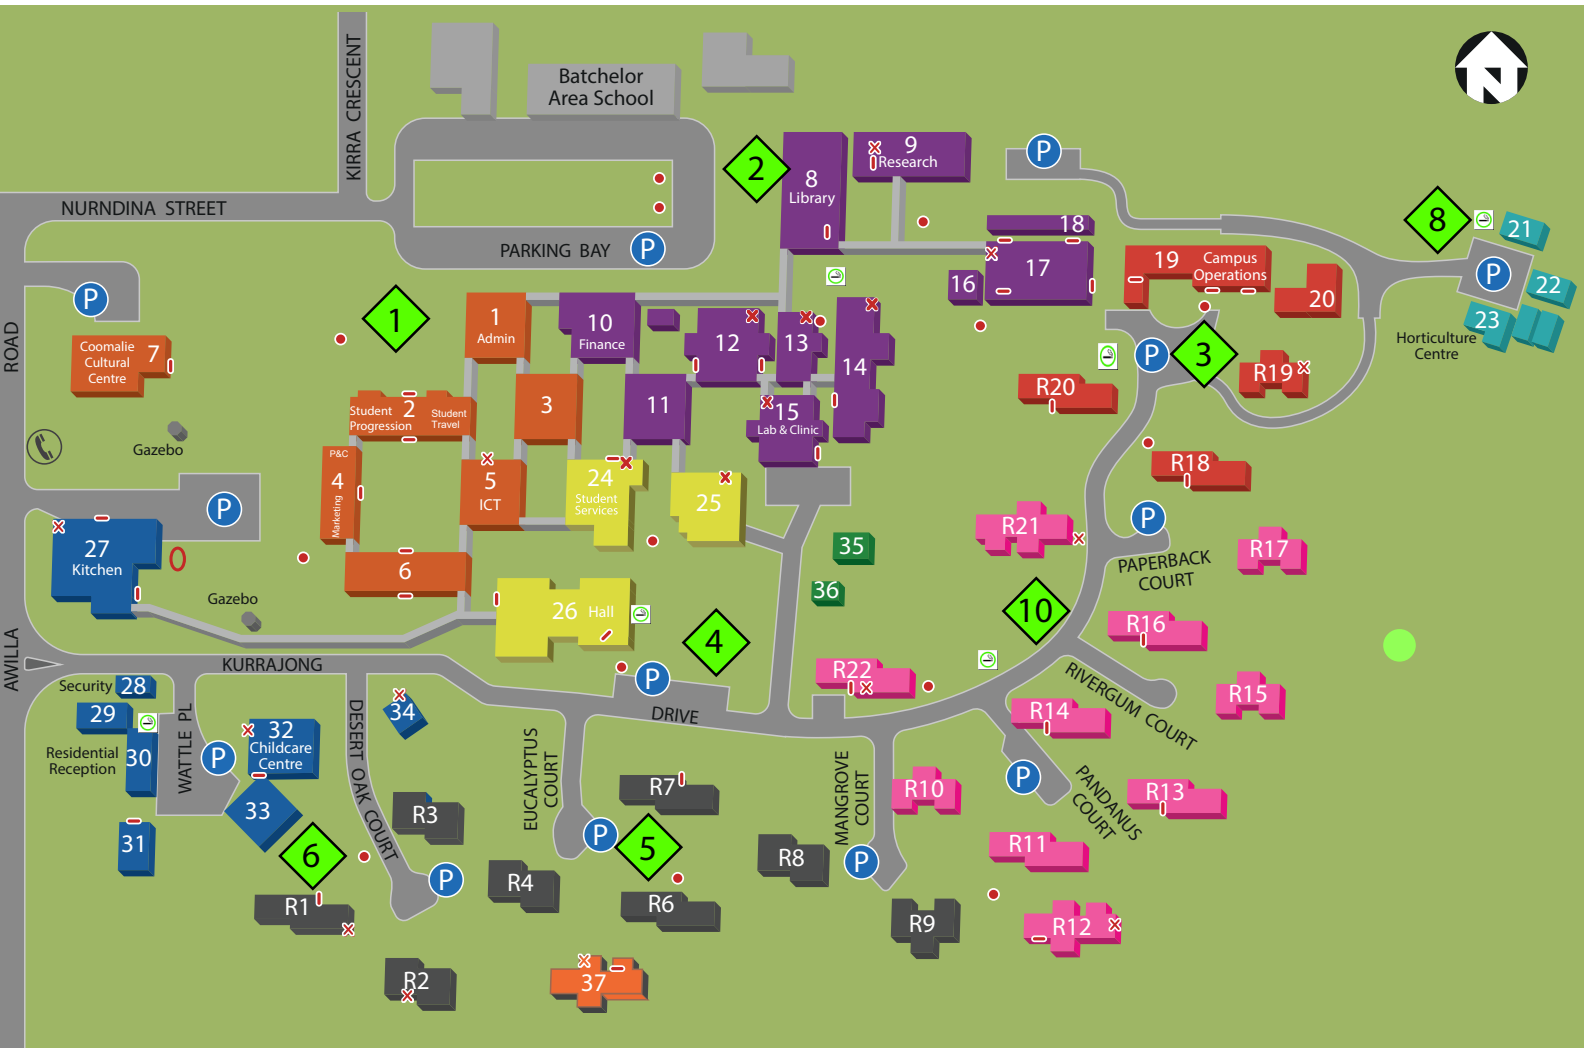 KIRRA CRESCENT
Batchelor
Area School
N
P
2
8
Library
9
Research
NURNDINA STREET
PARKING BAY
P
18
8
21
19
Campus
Operations
17
16
P
22
20
23
Horticulture
Centre
P
ROAD
1
1
Admin
10
Finance
12
13
14
P
3
Coomalie
Cultural
Centre
7
R19
R20
Student
Progression
2
Student
Travel
3
11
15
Lab & Clinic
Gazebo
P&C
4
Marketing
5
ICT
24
Student
Services
25
R18
P
27
Kitchen
R21
P
PAPERBACK
COURT
R17
35
36
6
Gazebo
26
Hall
4
10
R16
AWILLA
KURRAJONG
Security
28
29
30
Residential
Reception
WATTLE PL
P
32
Childcare
Centre
33
31
DESERT OAK COURT
34
P
DRIVE
R22
RIVERGUM COURT
R15
R14
P
PANDANUS
COURT
R13
EUCALYPTUS
COURT
R7
MANGROVE
COURT
R10
R3
P
5
R8
P
R11
6
P
R4
R1
R6
R9
R12
R2
37